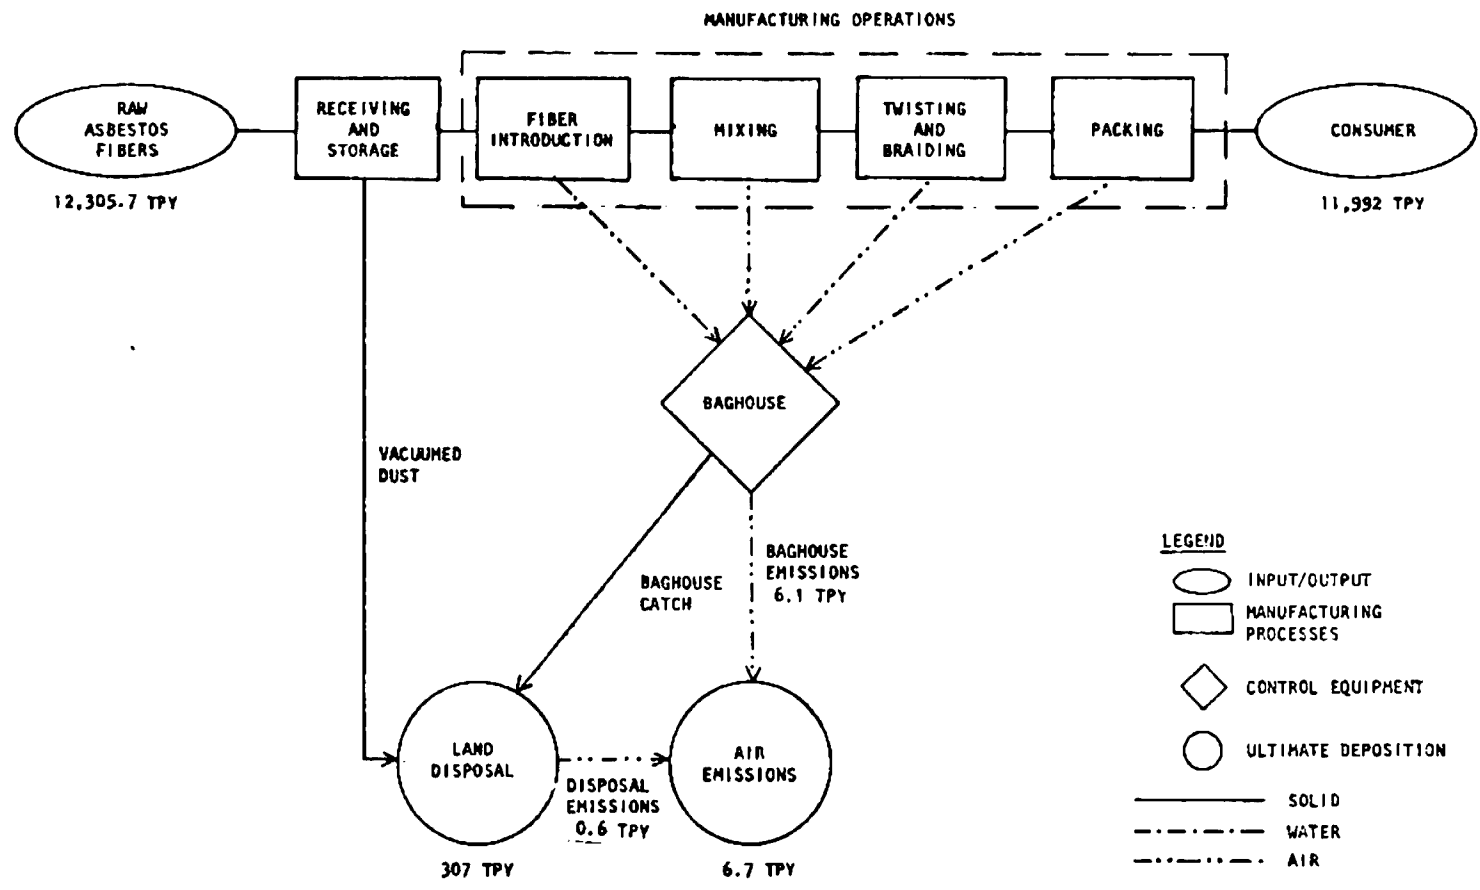 MANUFACTURING OPERATIONS
RAW
ASBESTOS
FIBERS
12,305.7 TPY
RECEIVING
AND
STORAGE
FIBER
INTRODUCTION
MIXING
TWISTING
AND
BRAIDING
PACKING
CONSUMER
11,992 TPY
BAGHOUSE
VACUUMED
DUST
BAGHOUSE
CATCH
BAGHOUSE
EMISSIONS
6.1 TPY
LAND
DISPOSAL
307 TPY
DISPOSAL
EMISSIONS
0.6 TPY
AIR
EMISSIONS
6.7 TPY
LEGEND
INPUT/OUTPUT
MANUFACTURING
PROCESSES
CONTROL EQUIPMENT
ULTIMATE DEPOSITION
SOLID
WATER
AIR